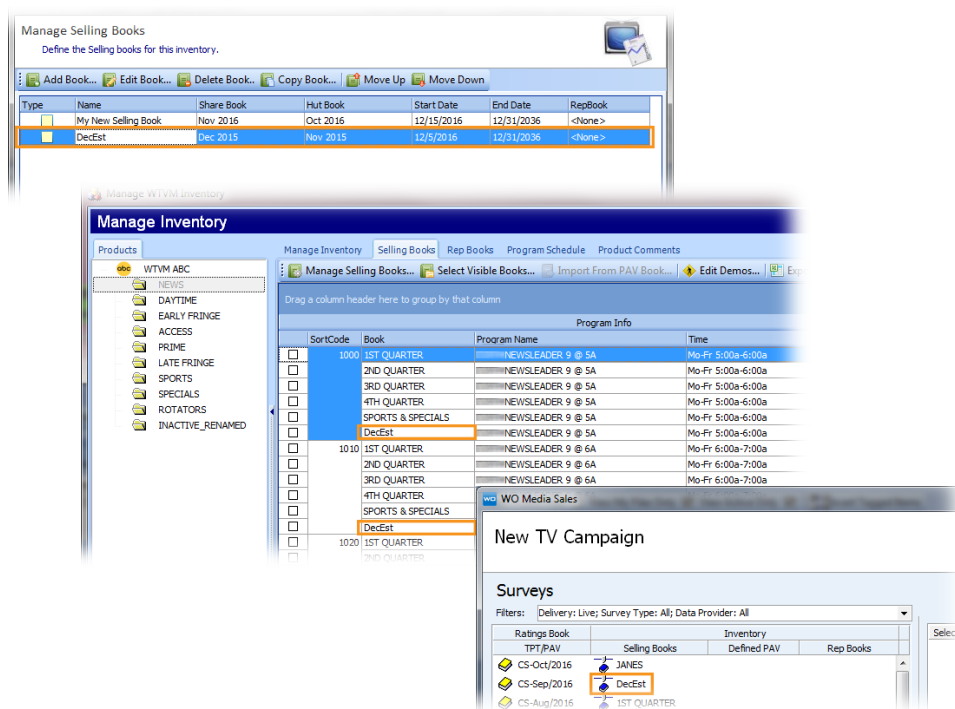 Manage Selling Books
Define the Selling books for this inventory.
Add Book... Edit Book... Delete Book.. Copy Book... Move Up Move Down
Type Name Share Book Hut Book Start Date End Date RepBook
My New Selling Book Nov 2016 Oct 2016 12/15/2016 12/31/2036 <None>
DecEst Dec 2015 Nov 2015 12/5/2016 12/31/2036 <None>
Manage WTVM Inventory
Manage Inventory
Products
abc WTVM ABC
NEWS
DAYTIME
EARLY FRINGE
ACCESS
PRIME
LATE FRINGE
SPORTS
SPECIALS
ROTATORS
INACTIVE_RENAMED
Manage Inventory Selling Books Rep Books Program Schedule Product Comments
Manage Selling Books... Select Visible Books... Import From PAV Book... Edit Demos...
Drag a column header here to group by that column
Program Info
SortCode Book Program Name Time
1000 1ST QUARTER NEWSLEADER 9 @ 5A Mo-Fr 5:00a-6:00a
2ND QUARTER NEWSLEADER 9 @ 5A Mo-Fr 5:00a-6:00a
3RD QUARTER NEWSLEADER 9 @ 5A Mo-Fr 5:00a-6:00a
4TH QUARTER NEWSLEADER 9 @ 5A Mo-Fr 5:00a-6:00a
SPORTS & SPECIALS NEWSLEADER 9 @ 5A Mo-Fr 5:00a-6:00a
DecEst NEWSLEADER 9 @ 5A Mo-Fr 5:00a-6:00a
1010 1ST QUARTER NEWSLEADER 9 @ 6A Mo-Fr 6:00a-7:00a
2ND QUARTER NEWSLEADER 9 @ 6A Mo-Fr 6:00a-7:00a
3RD QUARTER NEWSLEADER 9 @ 6A Mo-Fr 6:00a-7:00a
4TH QUARTER
SPORTS & SPECIALS
DecEst
1020 1ST QUARTER
2ND QUARTER
WO WO Media Sales
New TV Campaign
Surveys
Filters: Delivery: Live; Survey Type: All; Data Provider: All
Ratings Book Inventory
TPT/PAV Selling Books Defined PAV Rep Books
CS-Oct/2016 JANES
CS-Sep/2016 DecEst
CS-Aug/2016 1ST QUARTER